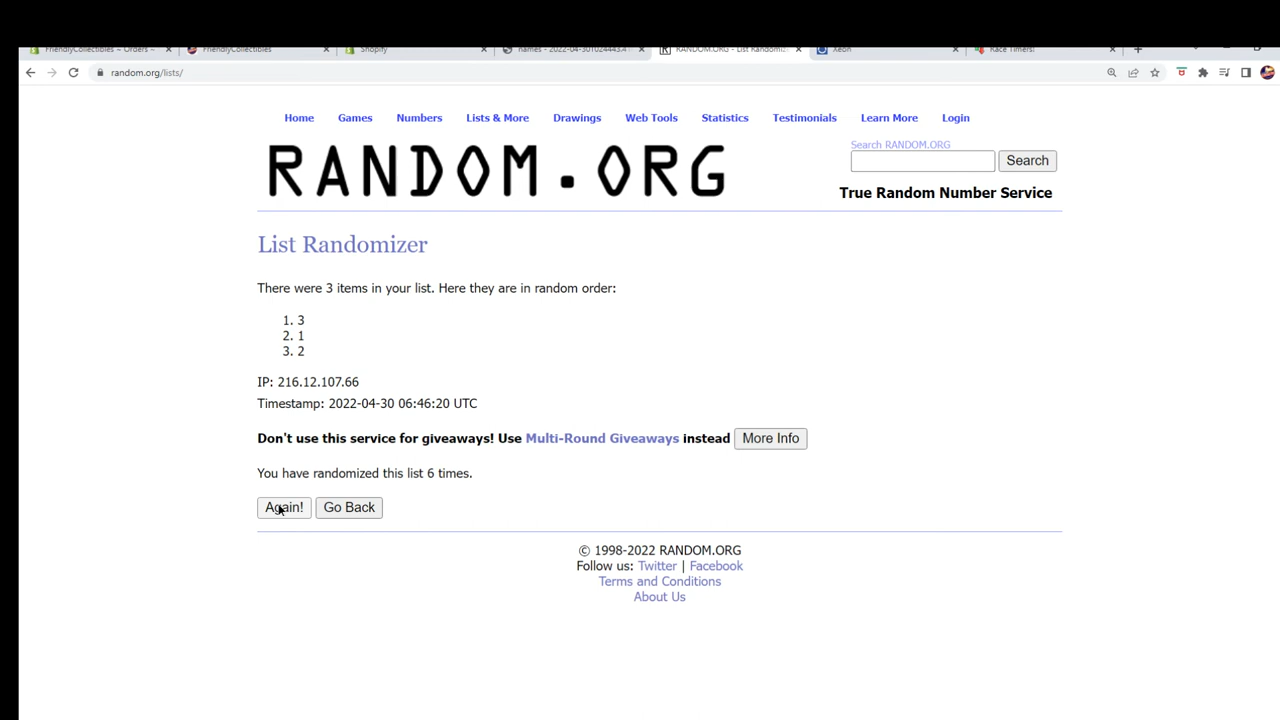 FriendlyCollectibles ~ Orders ~ × FriendlyCollectibles × Shopify × names - 2022-04-30T024443.4 × RANDOM.ORG - List Randomi × Xeon × Race Timers! × +
random.org/lists/
Home Games Numbers Lists & More Drawings Web Tools Statistics Testimonials Learn More Login
Search RANDOM.ORG
RANDOM.ORG
Search
True Random Number Service
List Randomizer
There were 3 items in your list. Here they are in random order:
1. 3
2. 1
3. 2
IP: 216.12.107.66
Timestamp: 2022-04-30 06:46:20 UTC
Don't use this service for giveaways! Use Multi-Round Giveaways instead More Info
You have randomized this list 6 times.
Again! Go Back
© 1998-2022 RANDOM.ORG
Follow us: Twitter | Facebook
Terms and Conditions
About Us